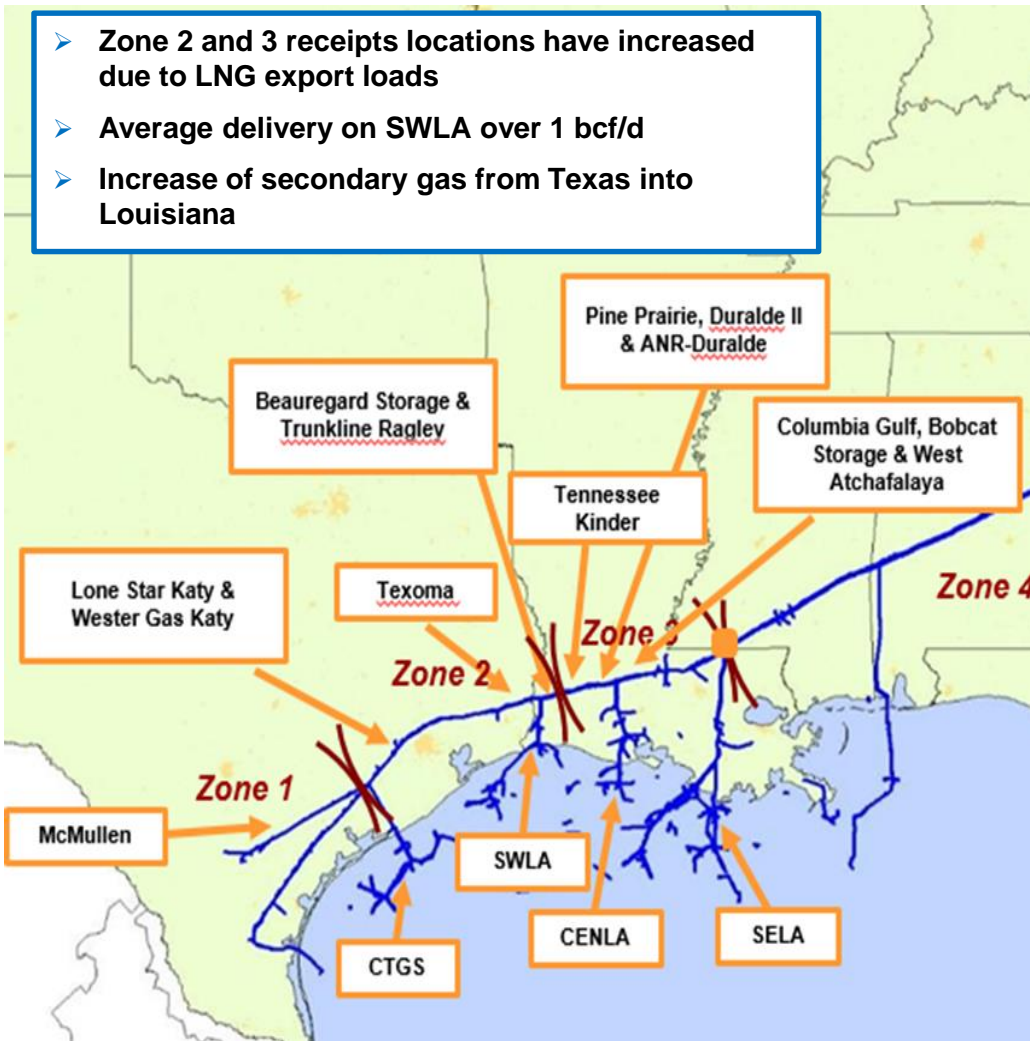 Zone 2 and 3 receipts locations have increased
due to LNG export loads
Average delivery on SWLA over 1 bcf/d
Increase of secondary gas from Texas into
Louisiana
Pine Prairie, Duralde II
& ANR-Duralde
Beauregard Storage &
Trunkline Ragley
Columbia Gulf, Bobcat
Storage & West
Atchafalaya
Tennessee
Kinder
Lone Star Katy &
Wester Gas Katy
Texoma
Zone 4
Zone 3
Zone 2
Zone 1
McMullen
SWLA
CENLA
SELA
CTGS